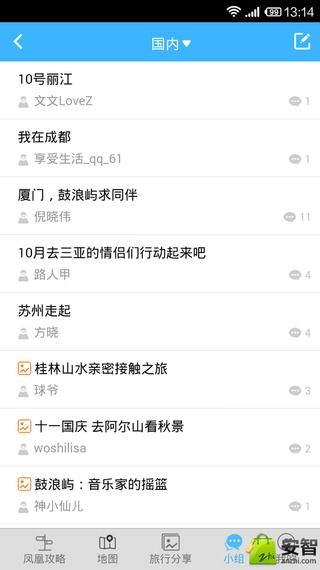 99 13:14
国内
10号丽江
文文LoveZ 1
我在成都
享受生活_qq_61 1
厦门，鼓浪屿求同伴
倪晓伟 11
10月去三亚的情侣们行动起来吧
路人甲 4
苏州走起
方晓 4
桂林山水亲密接触之旅
球爷 3
十一国庆 去阿尔山看秋景
woshilisa 2
鼓浪屿：音乐家的摇篮
神小仙儿
凤凰攻略 地图 旅行分享 小组
安智
anzhi.com